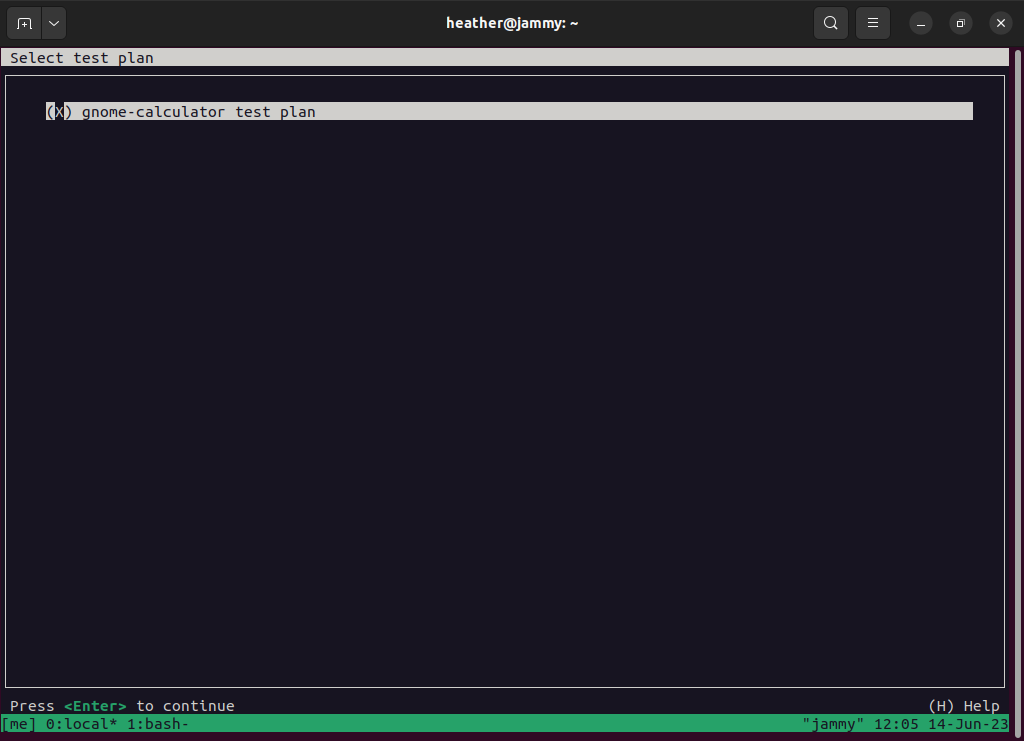 heather@jammy: ~
Select test plan
(X) gnome-calculator test plan
Press <Enter> to continue (H) Help
[me] 0:local* 1:bash- "jammy" 12:05 14-Jun-23